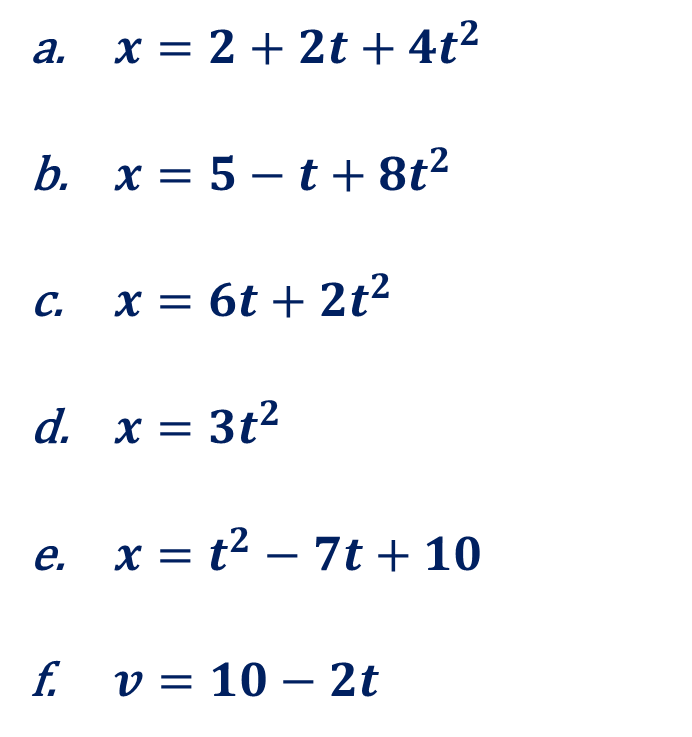 a. x = 2 + 2t + 4t²
b. x = 5 − t + 8t²
c. x = 6t + 2t²
d. x = 3t²
e. x = t² − 7t + 10
f. v = 10 − 2t